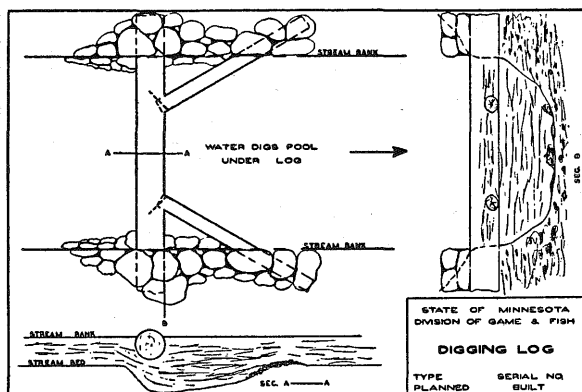 STREAM BANK
A A
WATER DIGS POOL
UNDER LOG
STREAM BANK
B
SEC. B
STREAM BANK
STREAM BED
SEC. A A
STATE OF MINNESOTA
DIVISION OF GAME & FISH
DIGGING LOG
TYPE SERIAL NO.
PLANNED BUILT